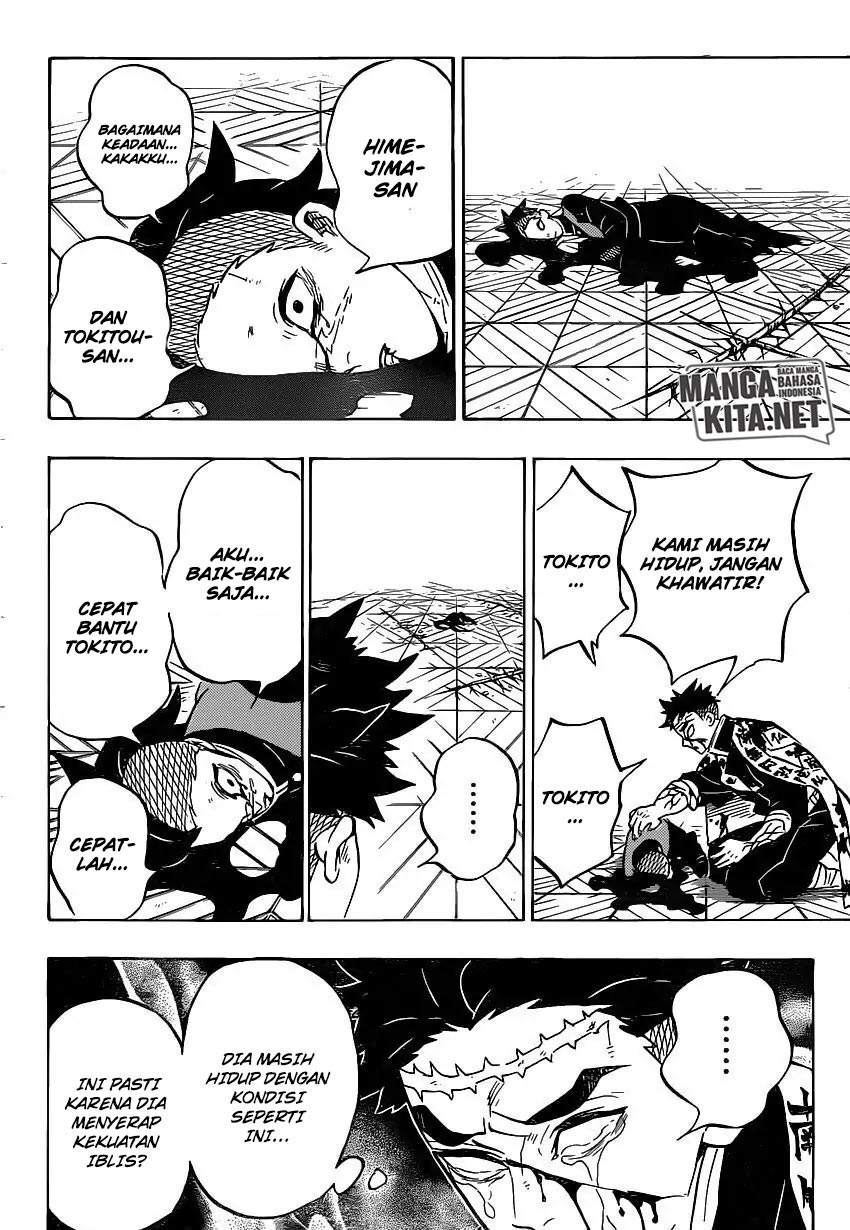 HIME-
JIMA-
SAN
BAGAIMANA
KEADAAN...
KAKAKKU...
DAN
TOKITOU-
SAN...
MANGA
KITA.NET
BACA MANGA
BAHASA
INDONESIA
KAMI MASIH
HIDUP, JANGAN
KHAWATIR!
TOKITO
...
TOKITO
...
......
AKU...
BAIK-BAIK
SAJA...
CEPAT
BANTU
TOKITO...
CEPAT-
LAH...
......
DIA MASIH
HIDUP DENGAN
KONDISI
SEPERTI
INI...
INI PASTI
KARENA DIA
MENYERAP
KEKUATAN
IBLIS?